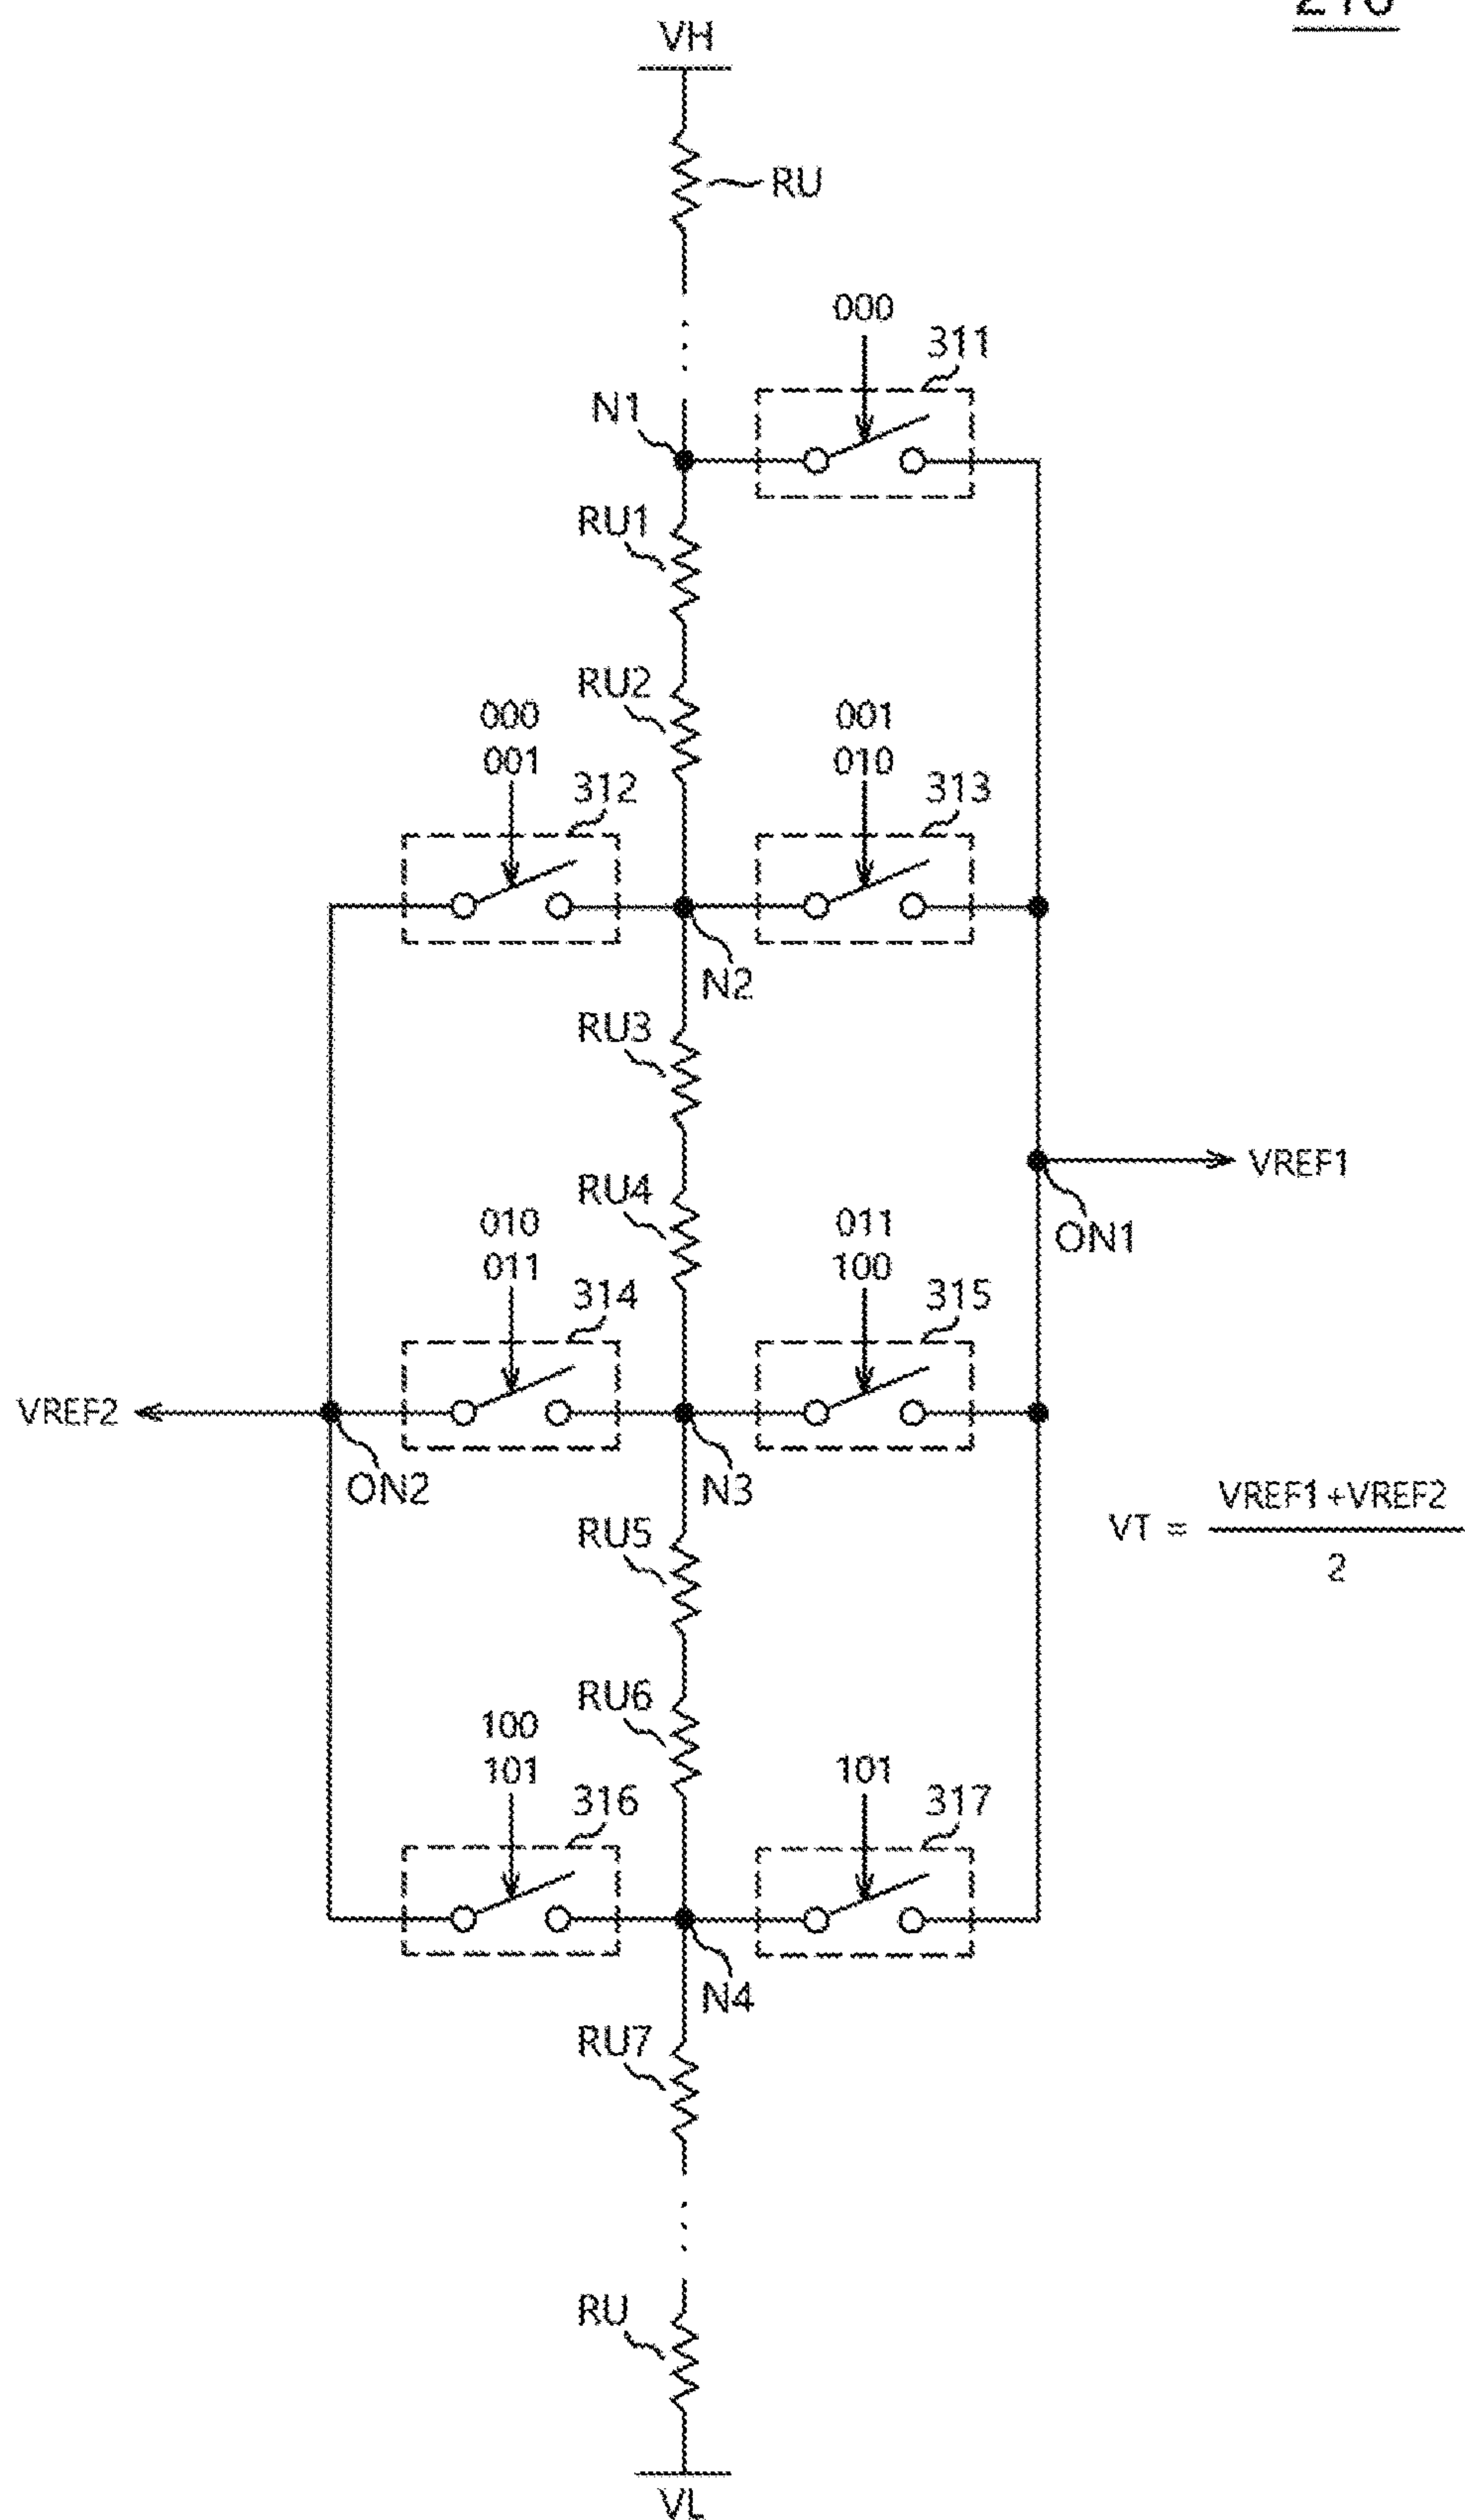 VH
RU
000
311
N1
RU1
RU2
000
001
312
001
010
313
N2
RU3
RU4
VREF1
ON1
010
011
314
011
100
315
VREF2
ON2
N3
VT = VREF1+VREF2
2
RU5
RU6
100
101
316
101
317
N4
RU7
RU
VL